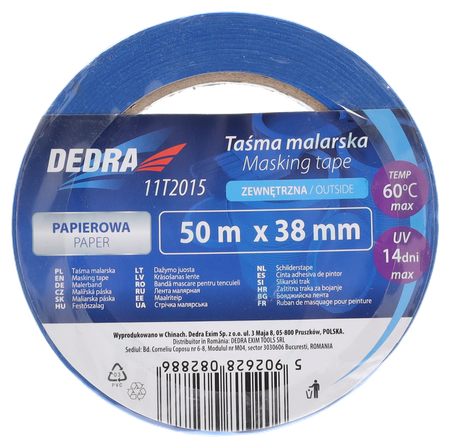 DEDRA
11T2015
Taśma malarska
Masking tape
ZEWNĘTRZNA / OUTSIDE
TEMP
60°C
max
PAPIEROWA
PAPER
50 m x 38 mm
UV
14dni
max
PL Taśma malarska
EN Masking tape
DE Malerband
CZ Malířská páska
SK Maliarska páska
HU Festőszalag
LT Dažymo juosta
LV Krāsošanas lente
RO Bandă mascare pentru tencuieli
RU Лента малярная
EE Maalriteip
UA Стрічка малярська
NL Schilderstape
ES Cinta adhesiva de pintor
SI Slikarski trak
HR Zaštitna traka za bojanje
BG Бояджийска лента
FR Ruban de masquage pour peinture
Wyprodukowano w Chinach. Dedra Exim Sp. z o.o. ul. 3 Maja 8, 05-800 Pruszków, POLSKA.
Distribuitor in România: DEDRA EXIM TOOLS SRL
Sediul: Bd. Corneliu Coposu nr 6-8, Modulul nr M04, sector 3030606 Bucuresti, ROMANIA
03
PVC
5 902628 082886